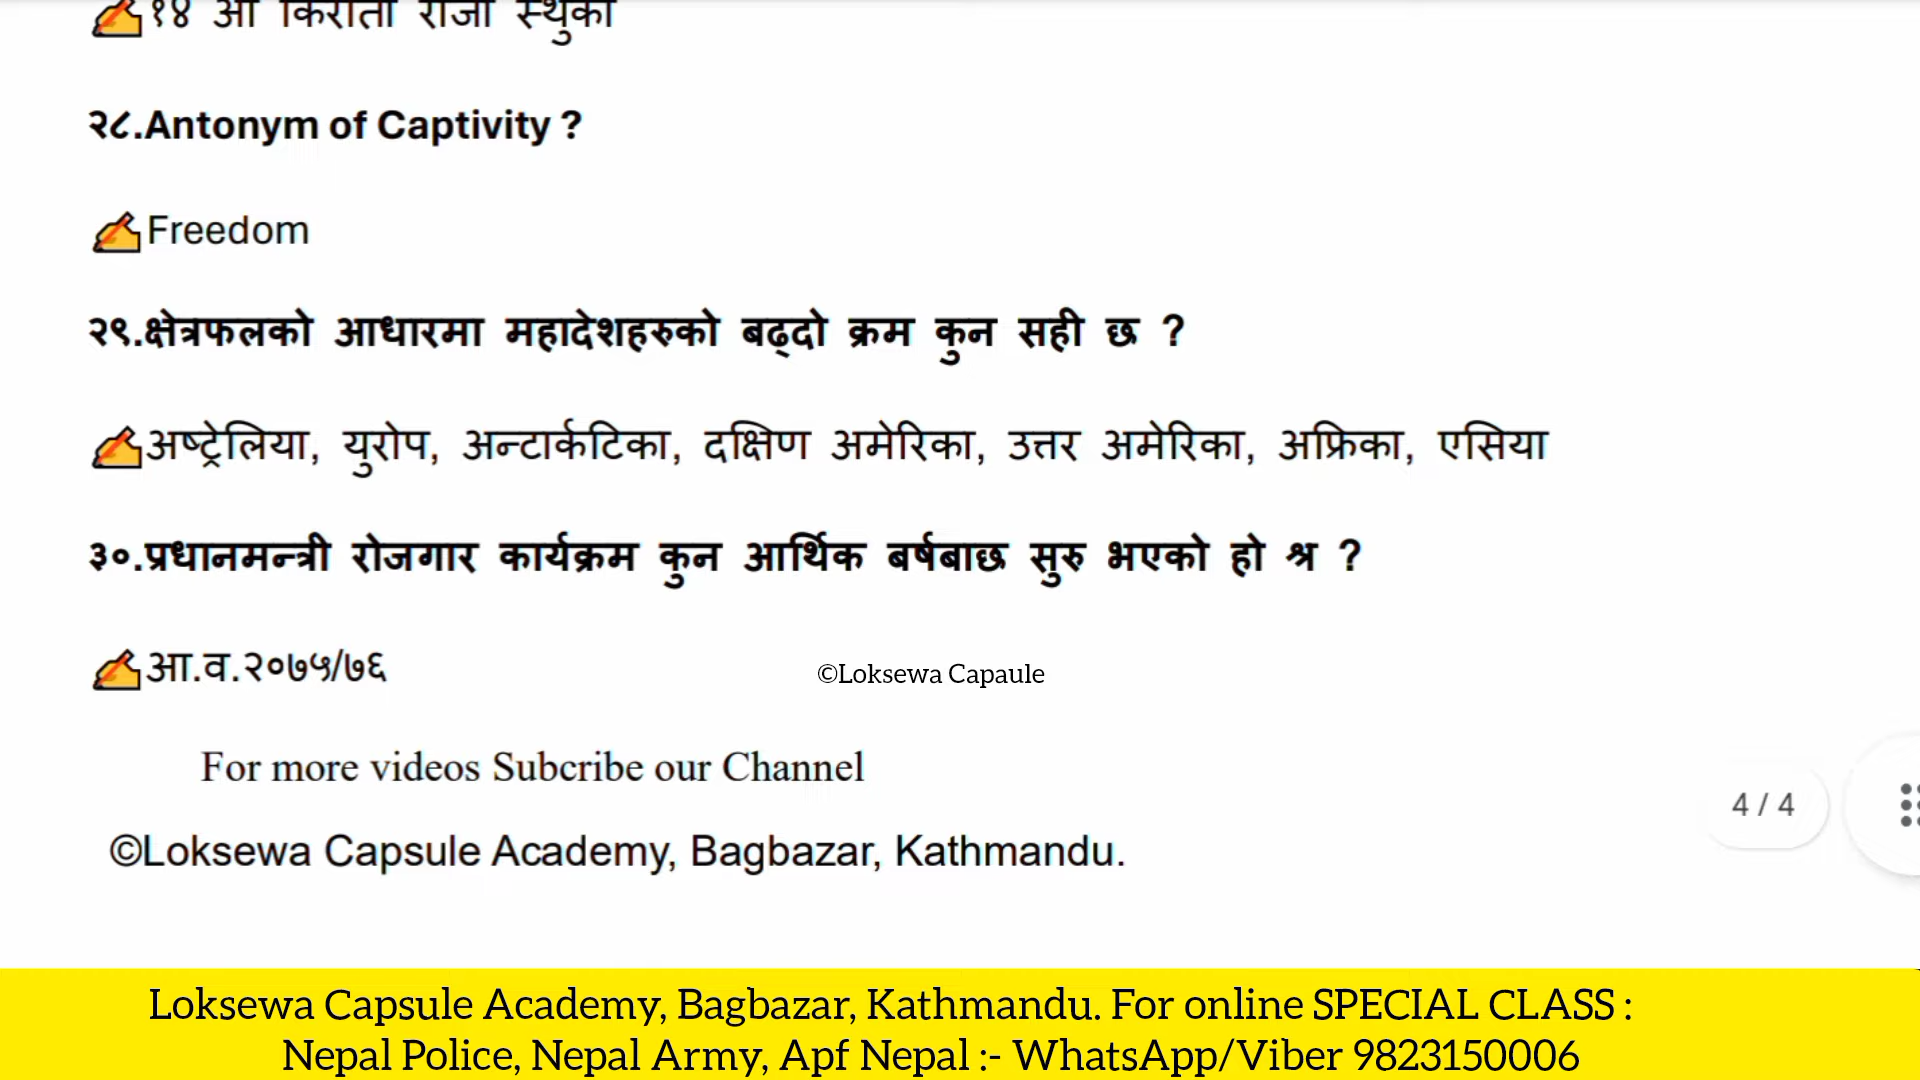 १४ औ किराती राजा स्थुंको
२८.Antonym of Captivity ?
✍Freedom
२९.क्षेत्रफलको आधारमा महादेशहरुको बढ्दो क्रम कुन सही छ ?
✍अष्ट्रेलिया, युरोप, अन्टार्कटिका, दक्षिण अमेरिका, उत्तर अमेरिका, अफ्रिका, एसिया
३०.प्रधानमन्त्री रोजगार कार्यक्रम कुन आर्थिक बर्षबाछ सुरु भएको हो श्र ?
✍आ.व.२०७५/७६
©Loksewa Capaule
For more videos Subcribe our Channel
4 / 4
©Loksewa Capsule Academy, Bagbazar, Kathmandu.
Loksewa Capsule Academy, Bagbazar, Kathmandu. For online SPECIAL CLASS :
Nepal Police, Nepal Army, Apf Nepal :- WhatsApp/Viber 9823150006